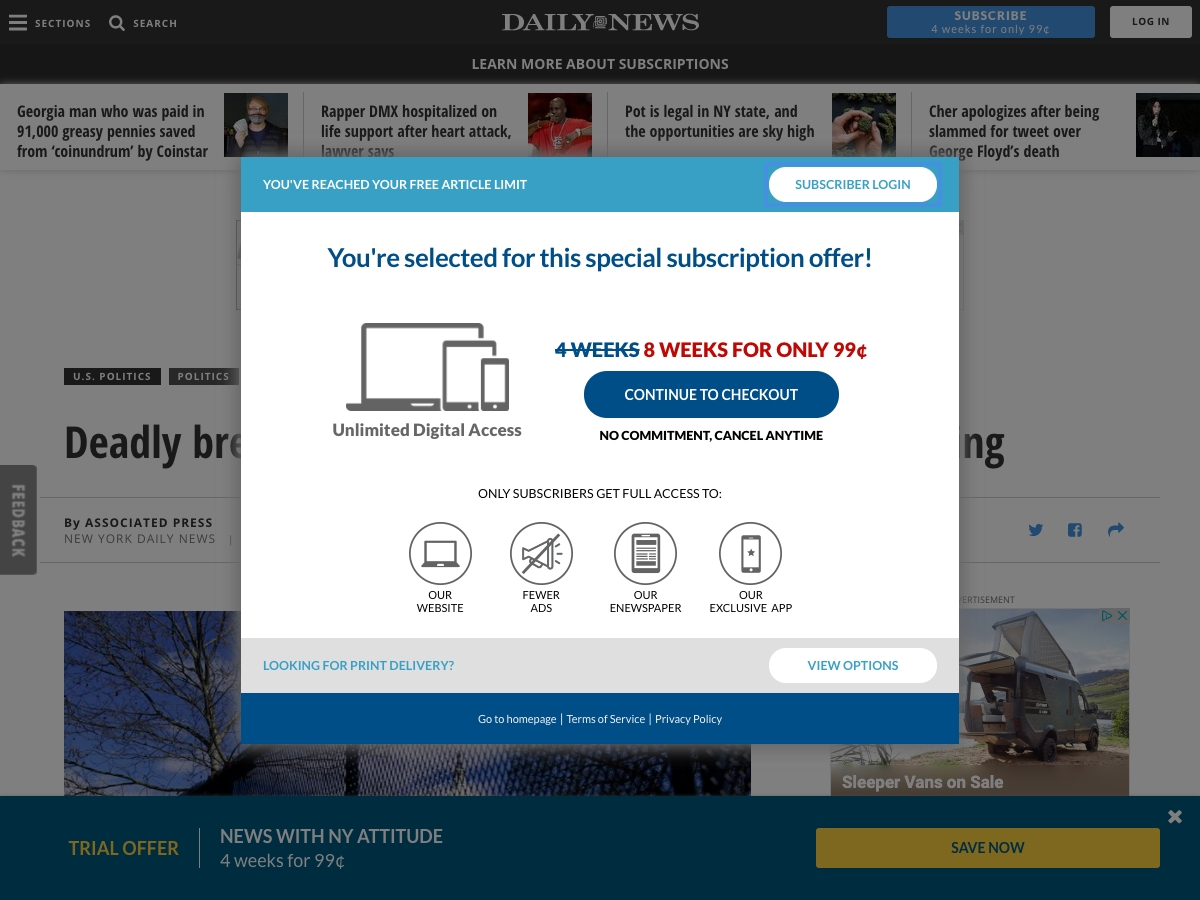 SECTIONS
SEARCH
DAILY NEWS
SUBSCRIBE
4 weeks for only 99¢
LOG IN
LEARN MORE ABOUT SUBSCRIPTIONS
Georgia man who was paid in
91,000 greasy pennies saved
from ‘coinundrum’ by Coinstar
Rapper DMX hospitalized on
life support after heart attack,
lawyer says
Pot is legal in NY state, and
the opportunities are sky high
Cher apologizes after being
slammed for tweet over
George Floyd’s death
YOU'VE REACHED YOUR FREE ARTICLE LIMIT
SUBSCRIBER LOGIN
You're selected for this special subscription offer!
4 WEEKS 8 WEEKS FOR ONLY 99¢
CONTINUE TO CHECKOUT
NO COMMITMENT, CANCEL ANYTIME
Unlimited Digital Access
ONLY SUBSCRIBERS GET FULL ACCESS TO:
OUR
WEBSITE
FEWER
ADS
OUR
ENEWSPAPER
OUR
EXCLUSIVE APP
LOOKING FOR PRINT DELIVERY?
VIEW OPTIONS
Go to homepage | Terms of Service | Privacy Policy
U.S. POLITICS
POLITICS
Deadly bre
ing
By ASSOCIATED PRESS
NEW YORK DAILY NEWS |
FEEDBACK
ERTISEMENT
Sleeper Vans on Sale
TRIAL OFFER
NEWS WITH NY ATTITUDE
4 weeks for 99¢
SAVE NOW